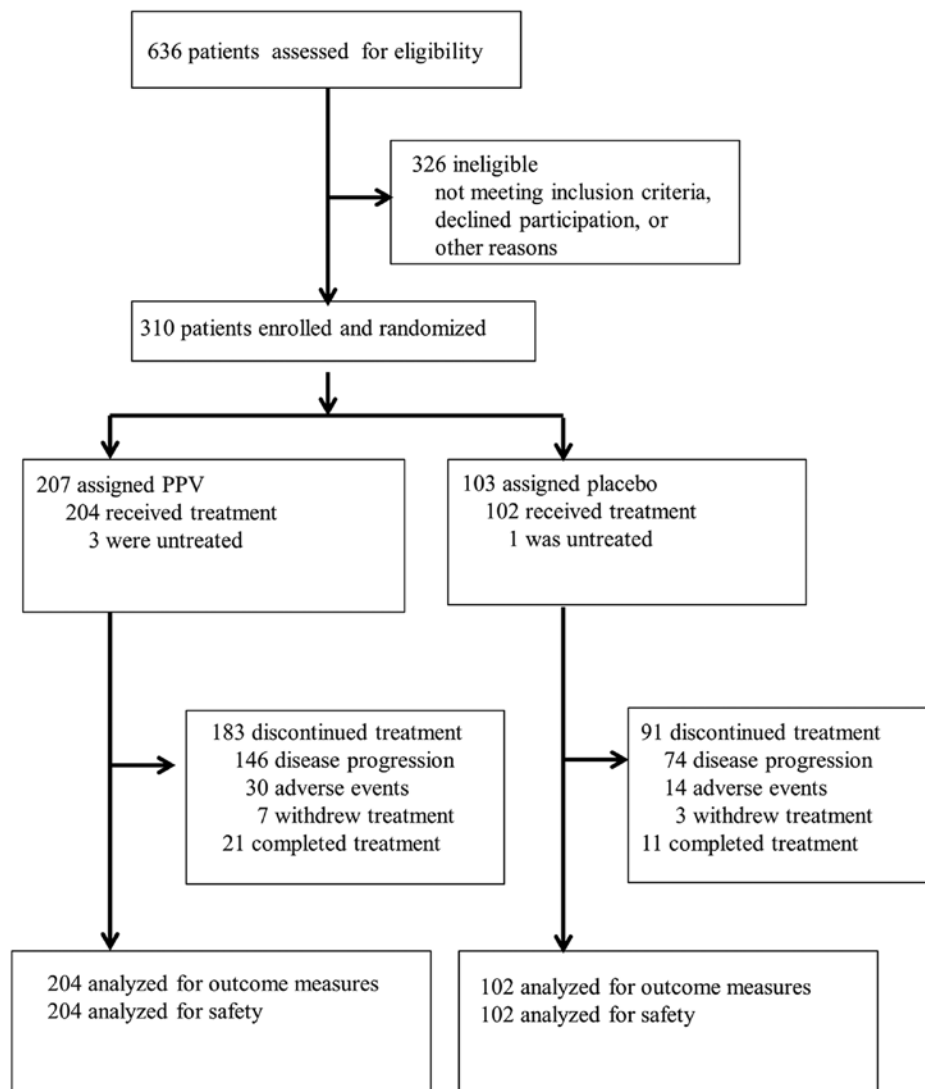 636 patients assessed for eligibility
326 ineligible
not meeting inclusion criteria,
declined participation, or
other reasons
310 patients enrolled and randomized
207 assigned PPV
204 received treatment
3 were untreated
103 assigned placebo
102 received treatment
1 was untreated
183 discontinued treatment
146 disease progression
30 adverse events
7 withdrew treatment
21 completed treatment
91 discontinued treatment
74 disease progression
14 adverse events
3 withdrew treatment
11 completed treatment
204 analyzed for outcome measures
204 analyzed for safety
102 analyzed for outcome measures
102 analyzed for safety